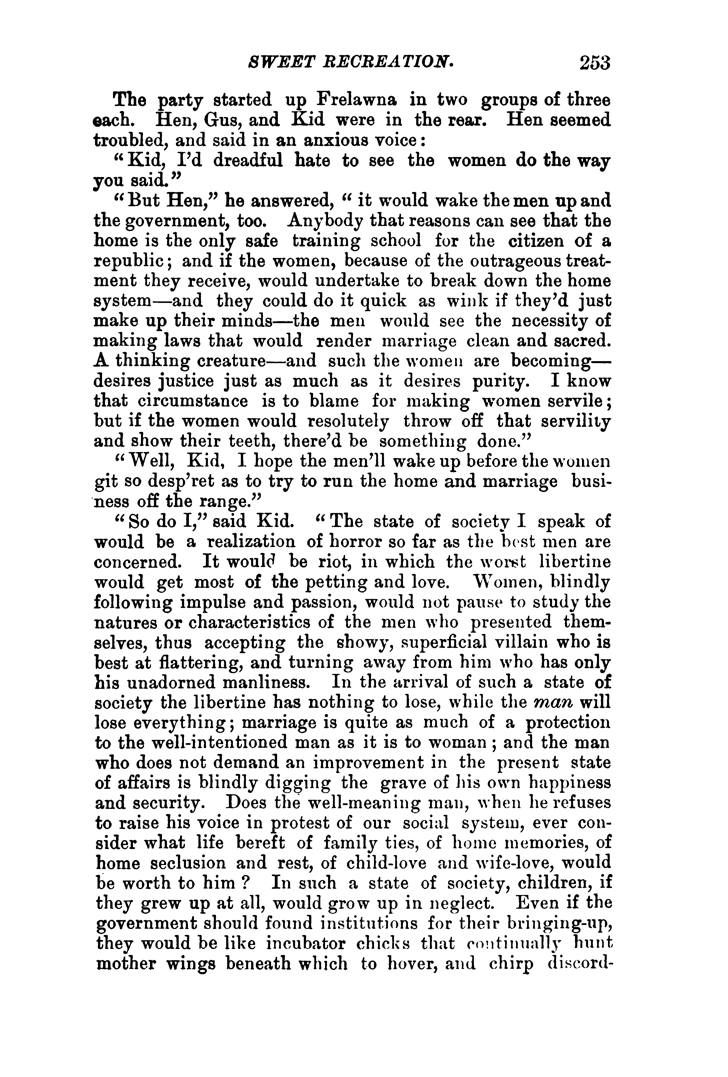 SWEET RECREATION. 253
The party started up Frelawna in two groups of three
each. Hen, Gus, and Kid were in the rear. Hen seemed
troubled, and said in an anxious voice:
“Kid, I’d dreadful hate to see the women do the way
you said.”
“But Hen,” he answered, “it would wake the men up and
the government, too. Anybody that reasons can see that the
home is the only safe training school for the citizen of a
republic; and if the women, because of the outrageous treat-
ment they receive, would undertake to break down the home
system—and they could do it quick as wink if they’d just
make up their minds—the men would see the necessity of
making laws that would render marriage clean and sacred.
A thinking creature—and such the women are becoming—
desires justice just as much as it desires purity. I know
that circumstance is to blame for making women servile;
but if the women would resolutely throw off that servility
and show their teeth, there’d be something done.”
“Well, Kid, I hope the men’ll wake up before the women
git so desp’ret as to try to run the home and marriage busi-
ness off the range.”
“So do I,” said Kid. “The state of society I speak of
would be a realization of horror so far as the best men are
concerned. It would be riot, in which the worst libertine
would get most of the petting and love. Women, blindly
following impulse and passion, would not pause to study the
natures or characteristics of the men who presented them-
selves, thus accepting the showy, superficial villain who is
best at flattering, and turning away from him who has only
his unadorned manliness. In the arrival of such a state of
society the libertine has nothing to lose, while the man will
lose everything; marriage is quite as much of a protection
to the well-intentioned man as it is to woman; and the man
who does not demand an improvement in the present state
of affairs is blindly digging the grave of his own happiness
and security. Does the well-meaning man, when he refuses
to raise his voice in protest of our social system, ever con-
sider what life bereft of family ties, of home memories, of
home seclusion and rest, of child-love and wife-love, would
be worth to him? In such a state of society, children, if
they grew up at all, would grow up in neglect. Even if the
government should found institutions for their bringing-up,
they would be like incubator chicks that continually hunt
mother wings beneath which to hover, and chirp discord-